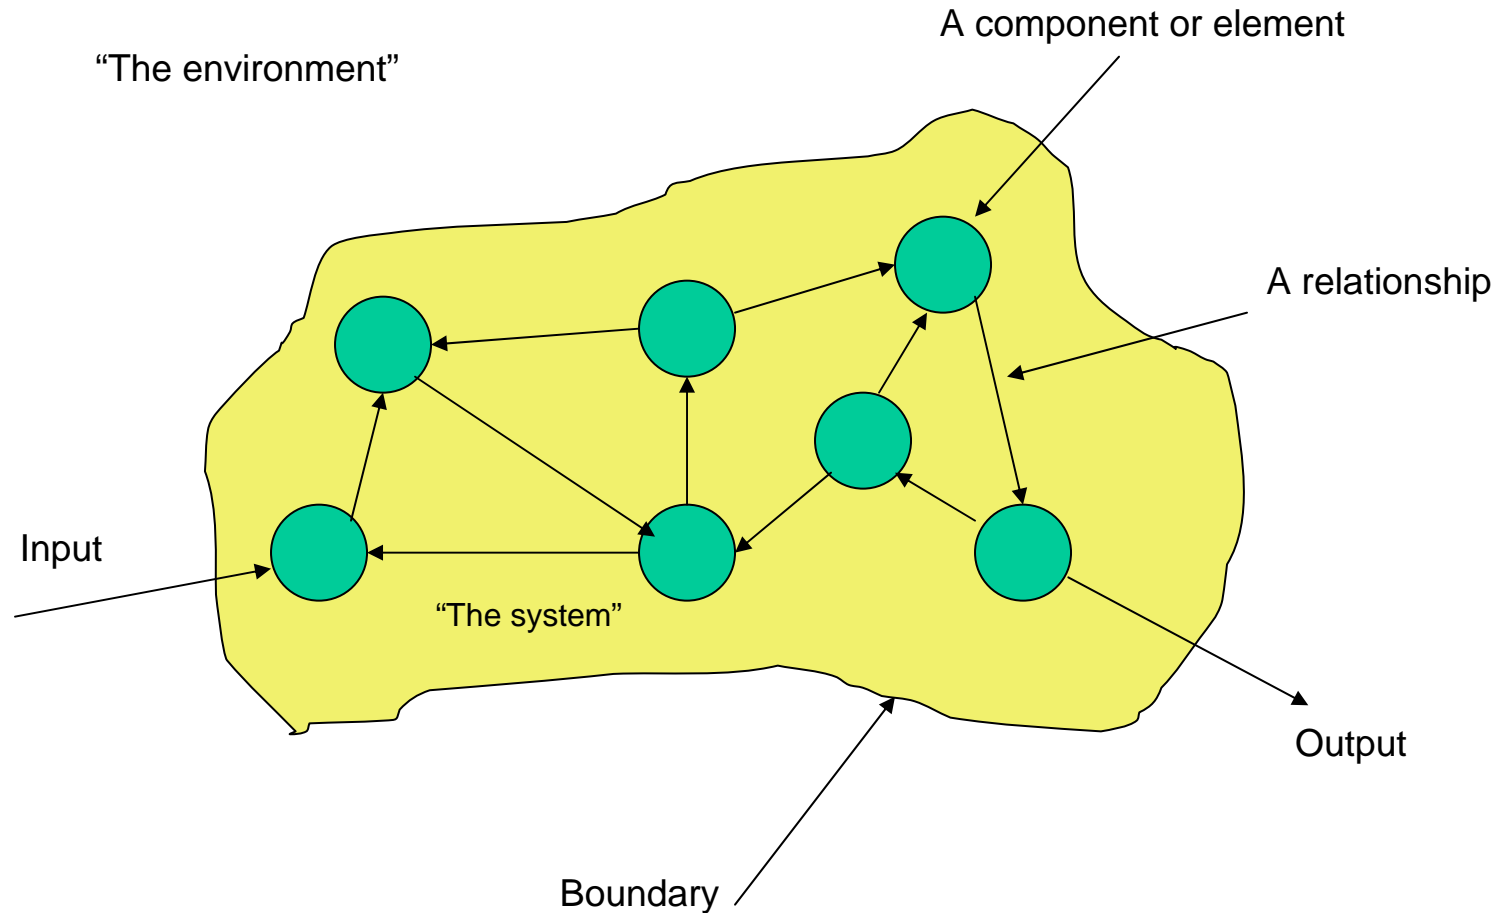 A component or element
“The environment”
A relationship
Input
“The system”
Output
Boundary